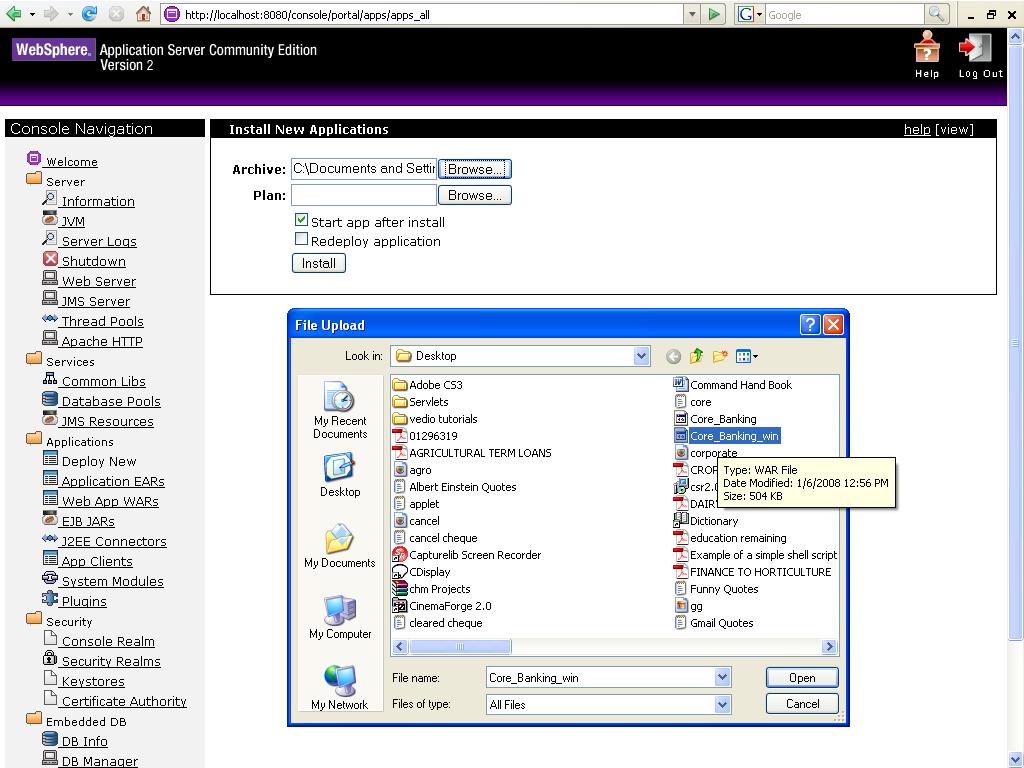 http://localhost:8080/console/portal/apps/apps_all
G Google
WebSphere. Application Server Community Edition
Version 2
Help
Log Out
Console Navigation
Welcome
Server
Information
JVM
Server Logs
Shutdown
Web Server
JMS Server
Thread Pools
Apache HTTP
Services
Common Libs
Database Pools
JMS Resources
Applications
Deploy New
Application EARs
Web App WARs
EJB JARs
J2EE Connectors
App Clients
System Modules
Plugins
Security
Console Realm
Security Realms
Keystores
Certificate Authority
Embedded DB
DB Info
DB Manager
Install New Applications
help [view]
Archive: C:\Documents and Settin Browse...
Plan: Browse...
Start app after install
Redeploy application
Install
File Upload
Look in: Desktop
My Recent
Documents
Desktop
My Documents
My Computer
My Network
Adobe CS3
Servlets
vedio tutorials
01296319
AGRICULTURAL TERM LOANS
agro
Albert Einstein Quotes
applet
cancel
cancel cheque
Capturelib Screen Recorder
CDisplay
chm Projects
CinemaForge 2.0
cleared cheque
Command Hand Book
core
Core_Banking
Core_Banking_win
corporate
CROP
csr2.0
DAIR
Dictionary
education remaining
Example of a simple shell script
FINANCE TO HORTICULTURE
Funny Quotes
gg
Gmail Quotes
Type: WAR File
Date Modified: 1/6/2008 12:56 PM
Size: 504 KB
File name: Core_Banking_win Open
Files of type: All Files Cancel